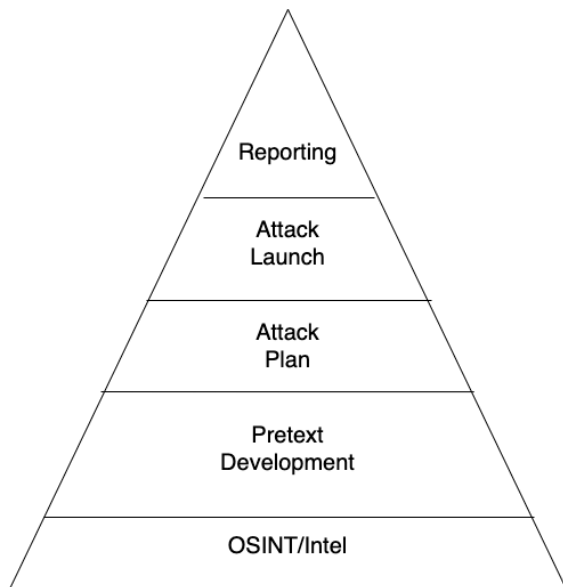 Reporting
Attack
Launch
Attack
Plan
Pretext
Development
OSINT/Intel